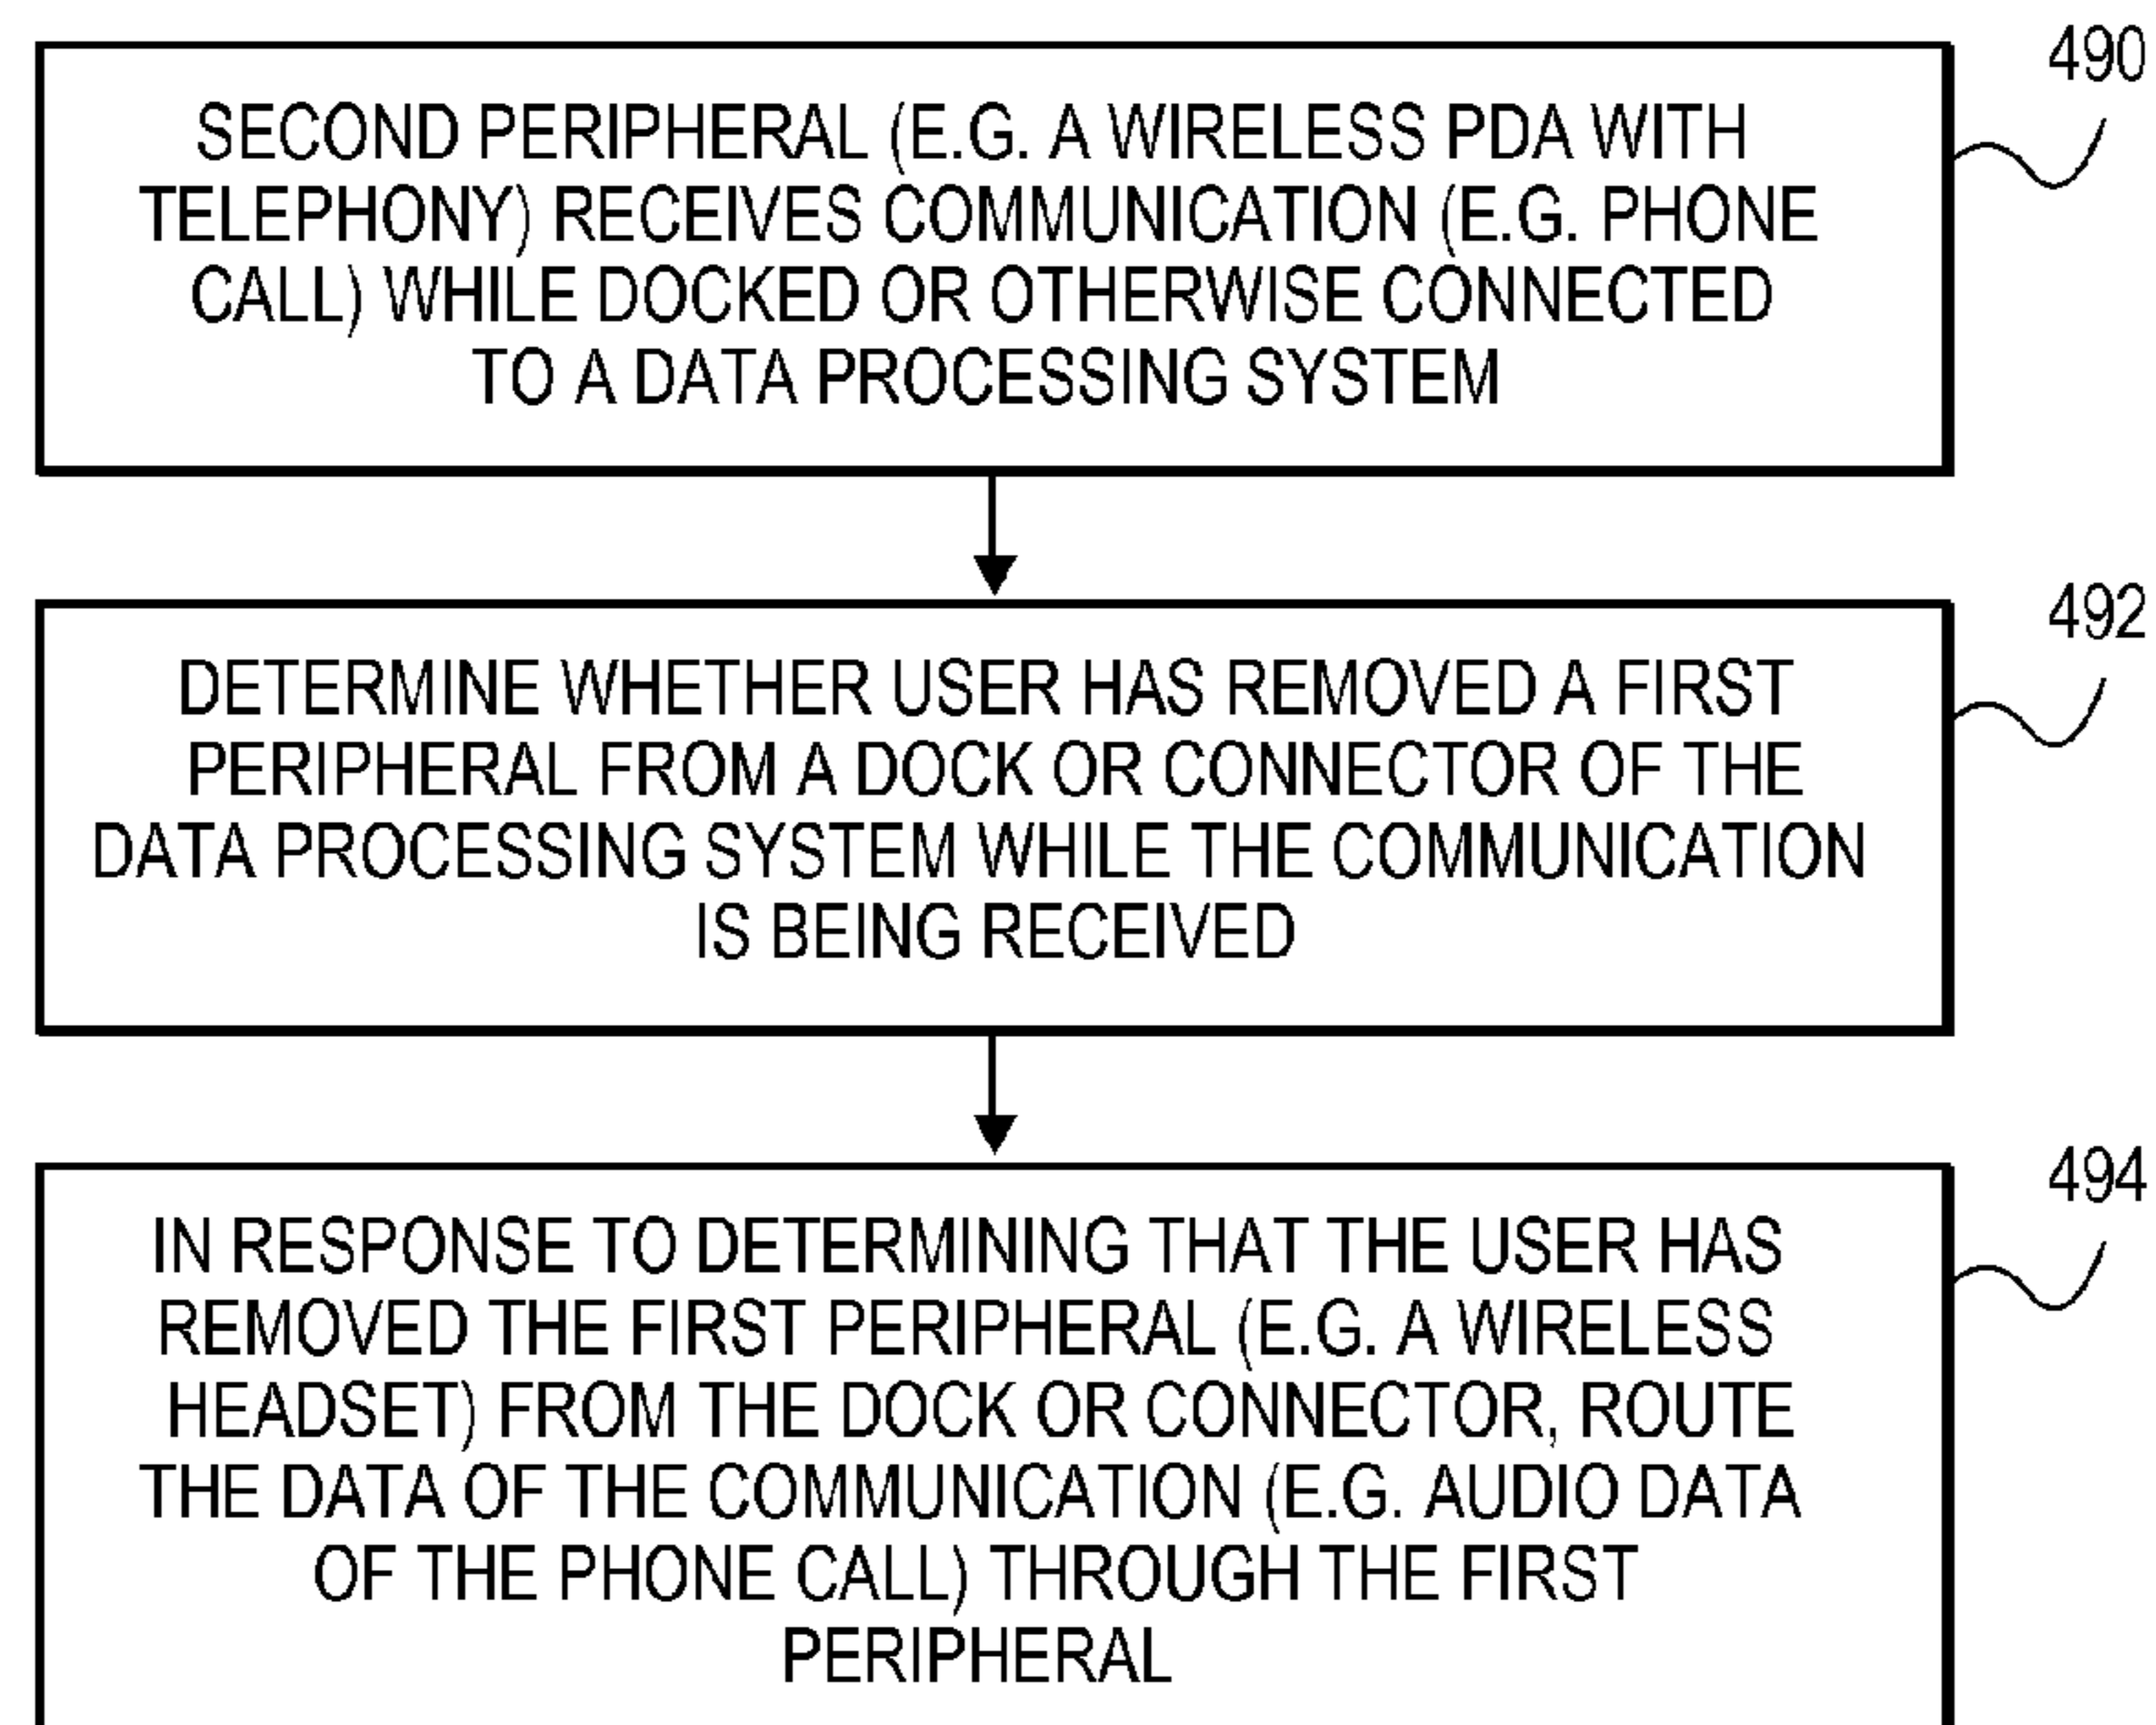 490
SECOND PERIPHERAL (E.G. A WIRELESS PDA WITH
TELEPHONY) RECEIVES COMMUNICATION (E.G. PHONE
CALL) WHILE DOCKED OR OTHERWISE CONNECTED
TO A DATA PROCESSING SYSTEM
492
DETERMINE WHETHER USER HAS REMOVED A FIRST
PERIPHERAL FROM A DOCK OR CONNECTOR OF THE
DATA PROCESSING SYSTEM WHILE THE COMMUNICATION
IS BEING RECEIVED
494
IN RESPONSE TO DETERMINING THAT THE USER HAS
REMOVED THE FIRST PERIPHERAL (E.G. A WIRELESS
HEADSET) FROM THE DOCK OR CONNECTOR, ROUTE
THE DATA OF THE COMMUNICATION (E.G. AUDIO DATA
OF THE PHONE CALL) THROUGH THE FIRST
PERIPHERAL